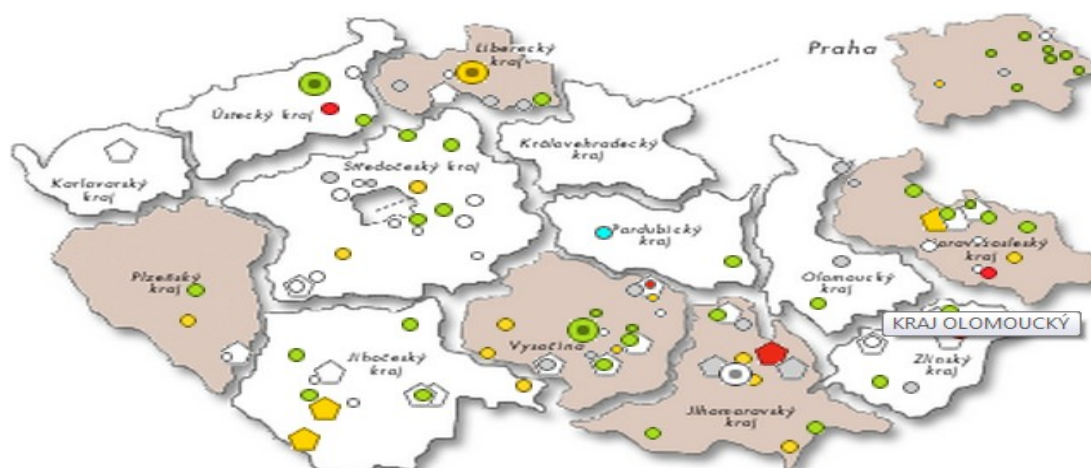 Liberecký
kraj
Praha
Ústecký kraj
Královehradecký
kraj
Středočeský kraj
Karlovarský
kraj
Pardubický
kraj
Moravskoslezský
kraj
Plzeňský
kraj
Olomoucký
kraj
KRAJ OLOMOUCKÝ
Vysočina
Jihočeský
kraj
Zlínský
kraj
Jihomoravský
kraj